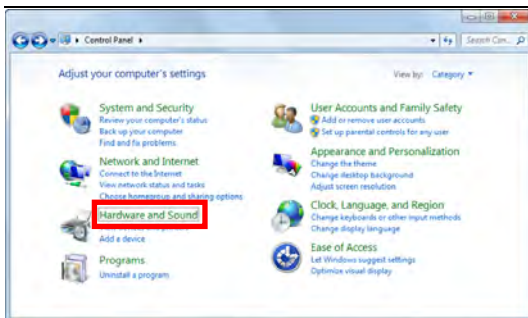 Control Panel
Search Con...
Adjust your computer's settings
View by: Category
System and Security
Review your computer's status
Back up your computer
Find and fix problems
Network and Internet
Connect to the Internet
View network status and tasks
Choose homegroup and sharing options
Hardware and Sound
Add a device
Programs
Uninstall a program
User Accounts and Family Safety
Add or remove user accounts
Set up parental controls for any user
Appearance and Personalization
Change the theme
Change desktop background
Adjust screen resolution
Clock, Language, and Region
Change keyboards or other input methods
Change display language
Ease of Access
Let Windows suggest settings
Optimize visual display